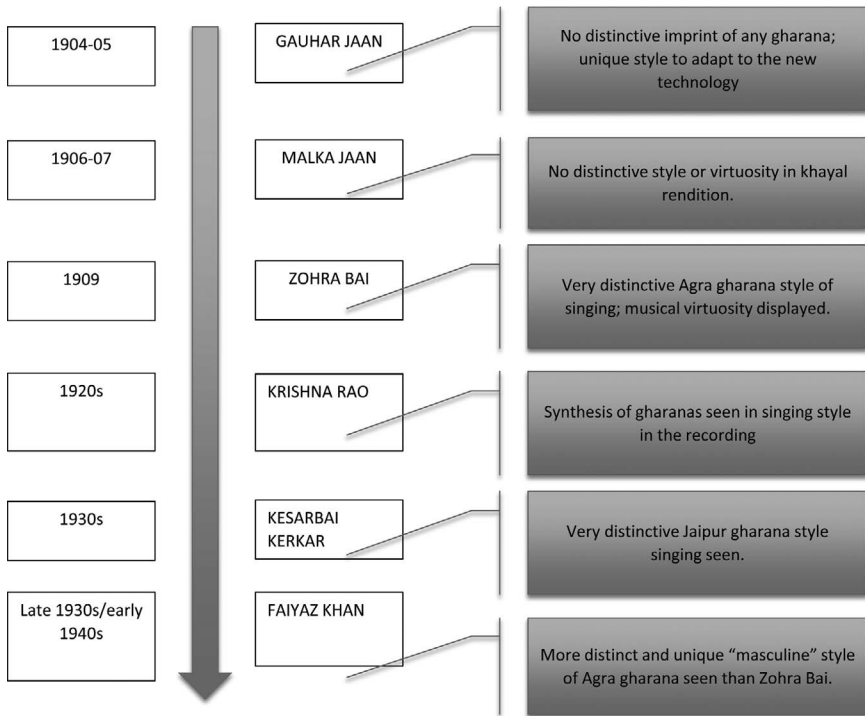 1904-05
GAUHAR JAAN
No distinctive imprint of any gharana;
unique style to adapt to the new
technology
1906-07
MALKA JAAN
No distinctive style or virtuosity in khayal
rendition.
1909
ZOHRA BAI
Very distinctive Agra gharana style of
singing; musical virtuosity displayed.
1920s
KRISHNA RAO
Synthesis of gharanas seen in singing style
in the recording
1930s
KESARBAI
KERKAR
Very distinctive Jaipur gharana style
singing seen.
Late 1930s/early
1940s
FAIYAZ KHAN
More distinct and unique “masculine” style
of Agra gharana seen than Zohra Bai.